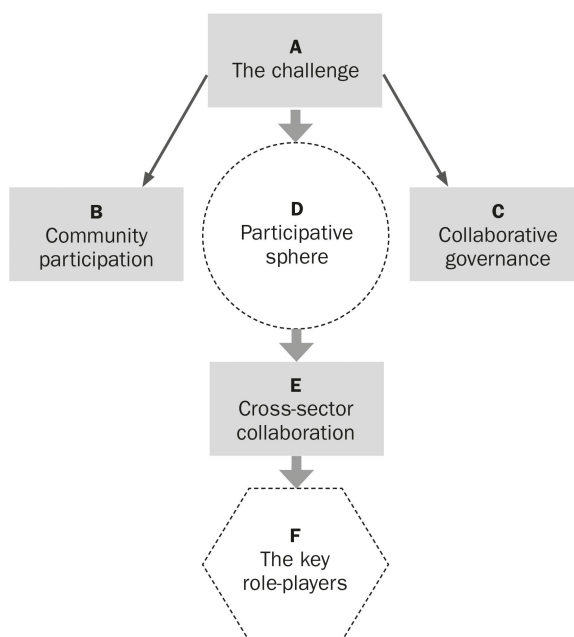 A
The challenge
B
Community
participation
D
Participative
sphere
C
Collaborative
governance
E
Cross-sector
collaboration
F
The key
role-players